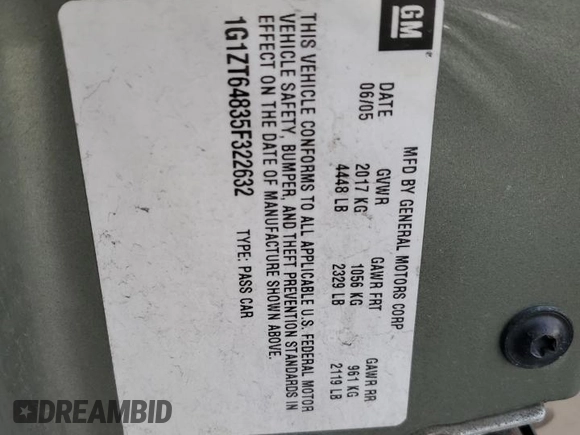 GM
MFD BY GENERAL MOTORS CORP
DATE GVWR GAWR FRT GAWR RR
06/05 2017 KG 1056 KG 961 KG
4448 LB 2329 LB 2119 LB
THIS VEHICLE CONFORMS TO ALL APPLICABLE U.S. FEDERAL MOTOR
VEHICLE SAFETY, BUMPER, AND THEFT PREVENTION STANDARDS IN
EFFECT ON THE DATE OF MANUFACTURE SHOWN ABOVE.
1G1ZT64835F322632 TYPE: PASS CAR
DREAMBID